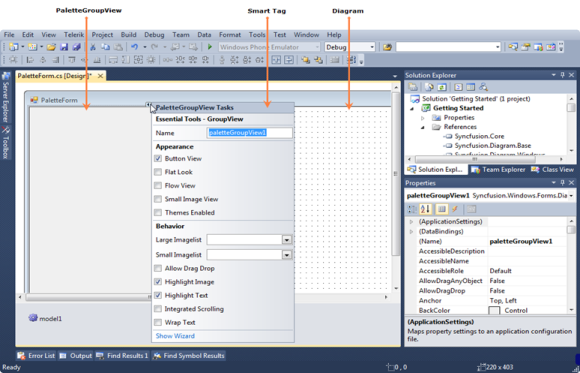 PaletteGroupView Smart Tag Diagram
File Edit View Telerik Project Build Debug Team Data Format Tools Test Window Help
Windows Phone Emulator Debug
PaletteForm.cs [Design]* ×
Server Explorer
Toolbox
PaletteForm
PaletteGroupView Tasks
Essential Tools - GroupView
Name paletteGroupView1
Appearance
Button View
Flat Look
Flow View
Small Image View
Themes Enabled
Behavior
Large Imagelist
Small Imagelist
Allow Drag Drop
Highlight Image
Highlight Text
Integrated Scrolling
Wrap Text
Show Wizard
model1
Solution Explorer
Solution 'Getting Started' (1 project)
Getting Started
Properties
References
Syncfusion.Core
Syncfusion.Diagram.Base
Syncfusion.Diagram.Windows
Solution Expl... Team Explorer Class View
Properties
paletteGroupView1 Syncfusion.Windows.Forms.Dia
(ApplicationSettings)
(DataBindings)
(Name) paletteGroupView1
AccessibleDescription
AccessibleName
AccessibleRole Default
AllowDragAnyObject False
AllowDragDrop False
Anchor Top, Left
BackColor Control
(ApplicationSettings)
Maps property settings to an application configuration file.
Error List Output Find Results 1 Find Symbol Results
Ready 0 , 0 220 x 403